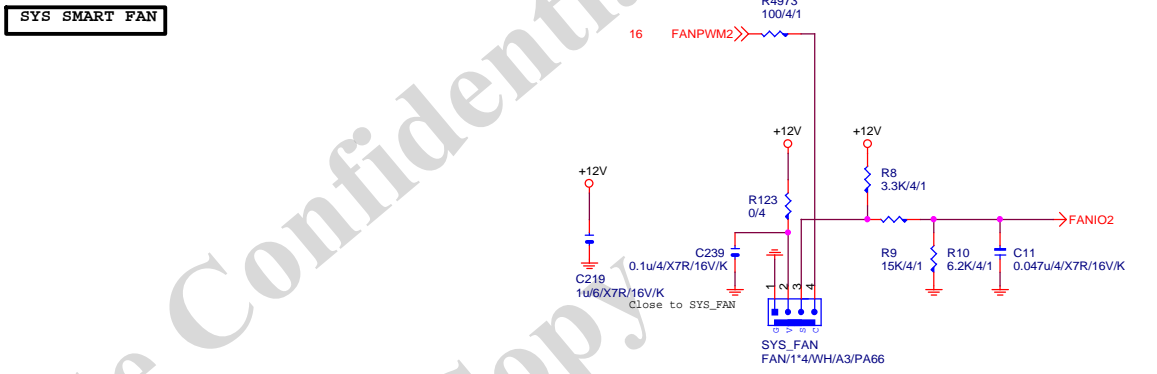 SYS SMART FAN
R4973
100/4/1
16 FANPWM2
+12V +12V
+12V
R8
3.3K/4/1
R123
0/4
FANIO2
C239
0.1u/4/X7R/16V/K
R9
15K/4/1
R10
6.2K/4/1
C11
0.047u/4/X7R/16V/K
C219
1u/6/X7R/16V/K
Close to SYS_FAN
1 2 3 4
G V S C
SYS_FAN
FAN/1*4/WH/A3/PA66
Confidential
Copy